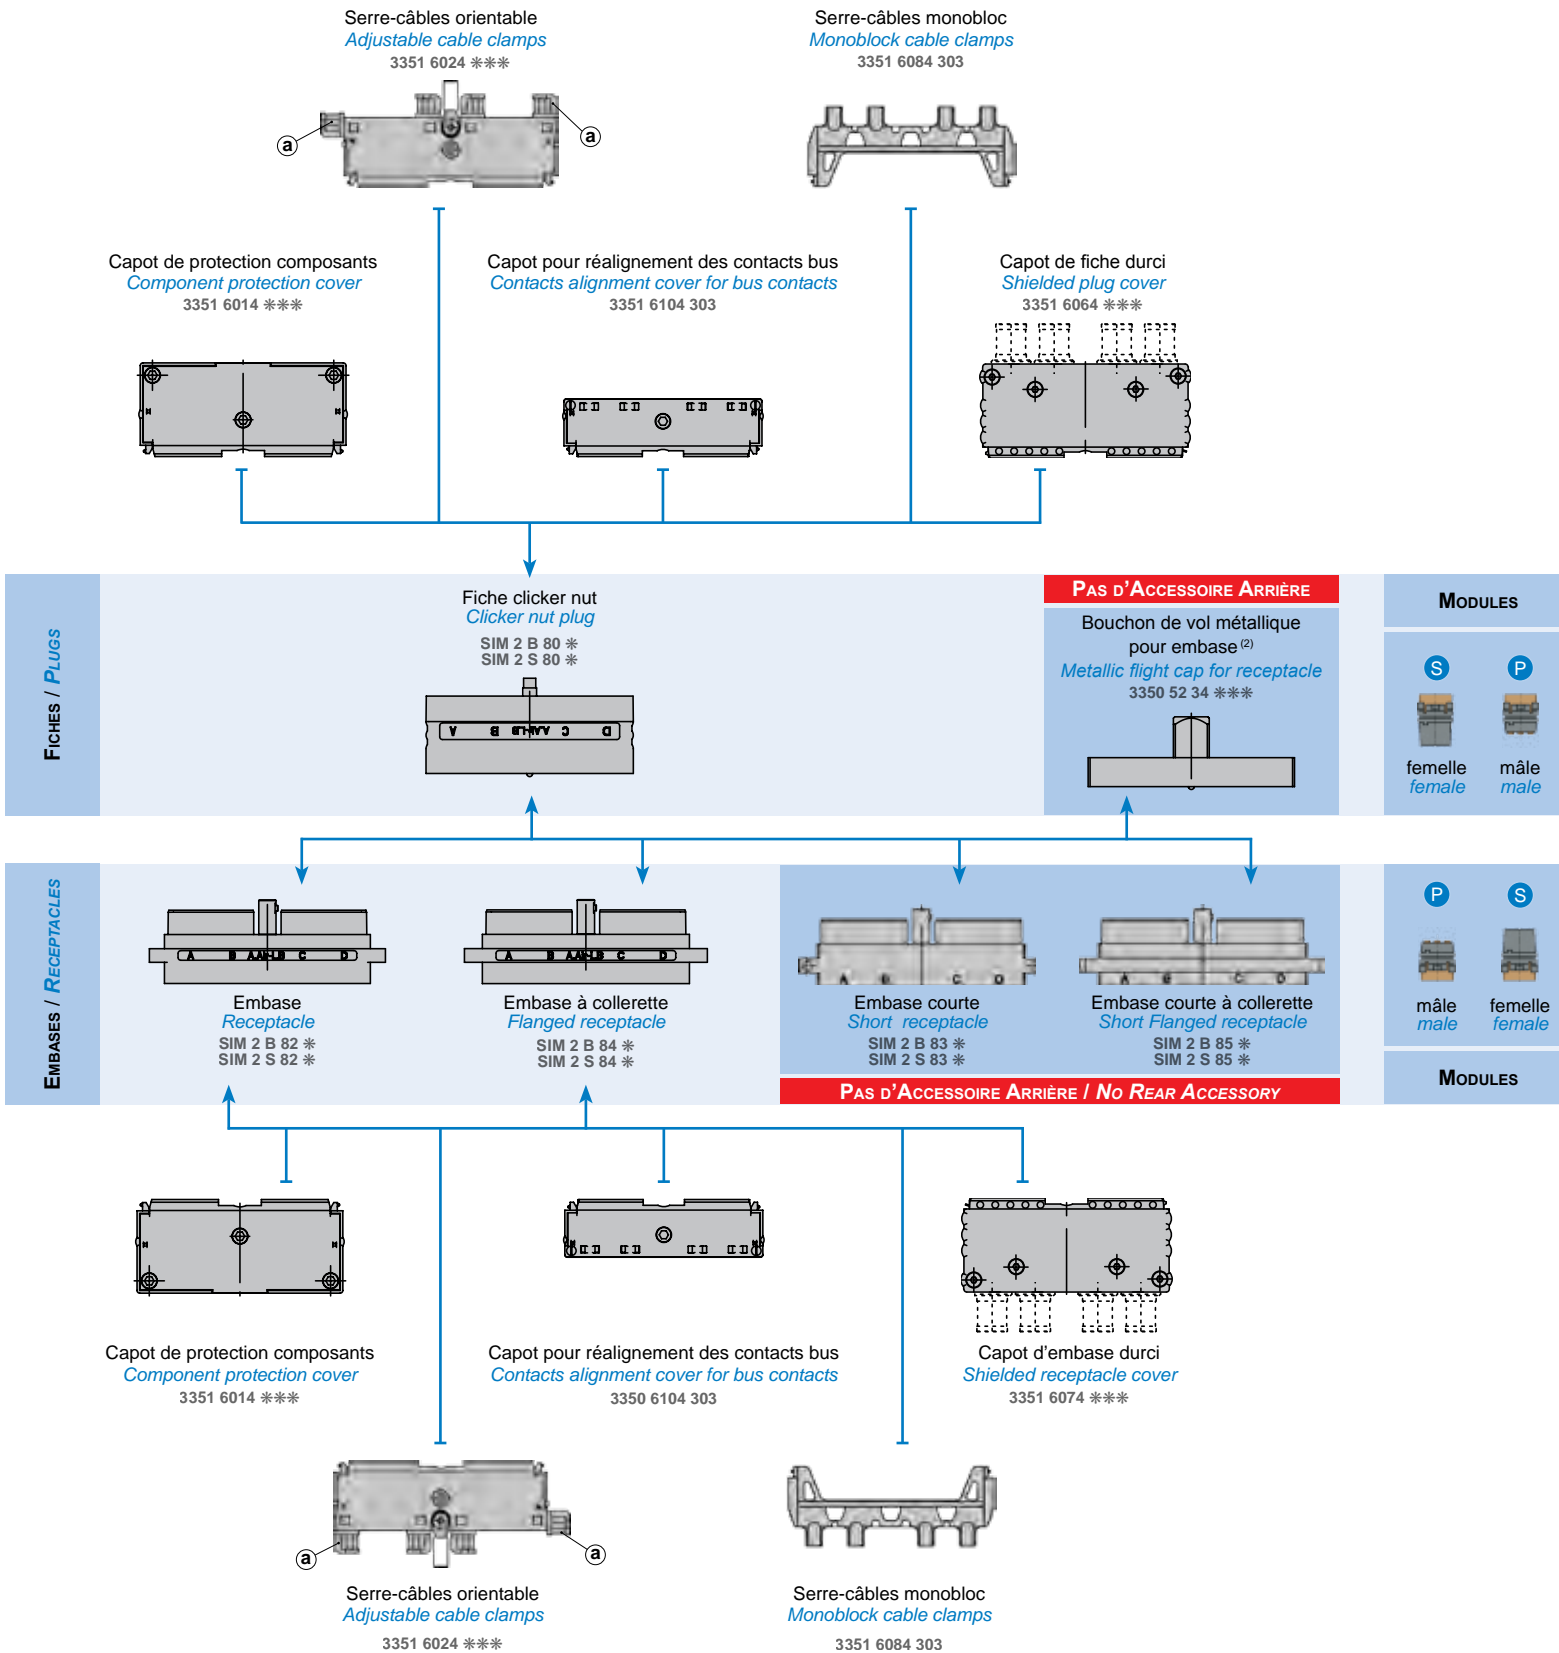 Serre-câbles orientable
Adjustable cable clamps
3351 6024 ✳✳✳
Serre-câbles monobloc
Monoblock cable clamps
3351 6084 303
a
a
Capot de protection composants
Component protection cover
3351 6014 ✳✳✳
Capot pour réalignement des contacts bus
Contacts alignment cover for bus contacts
3351 6104 303
Capot de fiche durci
Shielded plug cover
3351 6064 ✳✳✳
FICHES / PLUGS
Fiche clicker nut
Clicker nut plug
SIM 2 B 80 ✳
SIM 2 S 80 ✳
A B C D
PAS D'ACCESSOIRE ARRIÈRE
Bouchon de vol métallique
pour embase (2)
Metallic flight cap for receptacle
3350 52 34 ✳✳✳
MODULES
S P
femelle mâle
female male
EMBASES / RECEPTACLES
A B C D
Embase
Receptacle
SIM 2 B 82 ✳
SIM 2 S 82 ✳
A B C D
Embase à collerette
Flanged receptacle
SIM 2 B 84 ✳
SIM 2 S 84 ✳
A B C D
Embase courte
Short receptacle
SIM 2 B 83 ✳
SIM 2 S 83 ✳
A B C D
Embase courte à collerette
Short Flanged receptacle
SIM 2 B 85 ✳
SIM 2 S 85 ✳
PAS D'ACCESSOIRE ARRIÈRE / NO REAR ACCESSORY
P S
mâle femelle
male female
MODULES
Capot de protection composants
Component protection cover
3351 6014 ✳✳✳
Capot pour réalignement des contacts bus
Contacts alignment cover for bus contacts
3350 6104 303
Capot d'embase durci
Shielded receptacle cover
3351 6074 ✳✳✳
a
a
Serre-câbles orientable
Adjustable cable clamps
3351 6024 ✳✳✳
Serre-câbles monobloc
Monoblock cable clamps
3351 6084 303